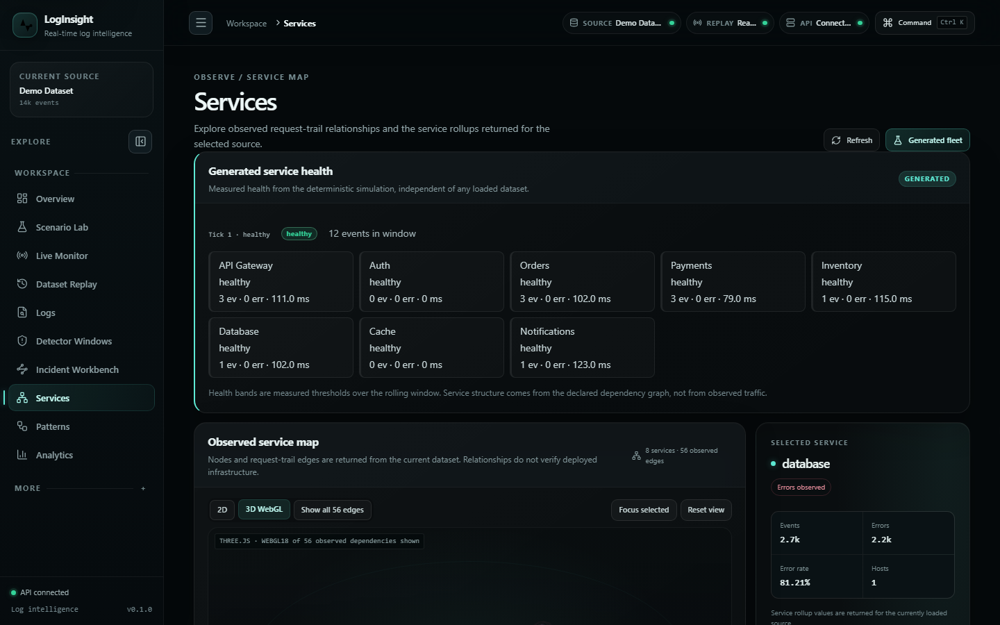 LogInsight
Real-time log intelligence
CURRENT SOURCE
Demo Dataset
14k events
EXPLORE
WORKSPACE
Overview
Scenario Lab
Live Monitor
Dataset Replay
Logs
Detector Windows
Incident Workbench
Services
Patterns
Analytics
MORE +
API connected
Log intelligence v0.1.0
Workspace > Services
SOURCE Demo Data...
REPLAY Rea...
API Connect...
Command Ctrl K
OBSERVE / SERVICE MAP
Services
Explore observed request-trail relationships and the service rollups returned for the
selected source.
Refresh
Generated fleet
Generated service health
Measured health from the deterministic simulation, independent of any loaded dataset.
GENERATED
Tick 1 · healthy healthy 12 events in window
API Gateway
healthy
3 ev · 0 err · 111.0 ms
Auth
healthy
0 ev · 0 err · 0 ms
Orders
healthy
3 ev · 0 err · 102.0 ms
Payments
healthy
3 ev · 0 err · 79.0 ms
Inventory
healthy
1 ev · 0 err · 115.0 ms
Database
healthy
1 ev · 0 err · 102.0 ms
Cache
healthy
0 ev · 0 err · 0 ms
Notifications
healthy
1 ev · 0 err · 123.0 ms
Health bands are measured thresholds over the rolling window. Service structure comes from the declared dependency graph, not from observed traffic.
Observed service map
Nodes and request-trail edges are returned from the current dataset. Relationships do not verify deployed
infrastructure.
8 services · 56 observed
edges
2D
3D WebGL
Show all 56 edges
Focus selected
Reset view
THREE.JS · WEBGL18 of 56 observed dependencies shown
SELECTED SERVICE
database
Errors observed
Events
2.7k
Errors
2.2k
Error rate
81.21%
Hosts
1
Service rollup values are returned for the currently loaded
source.